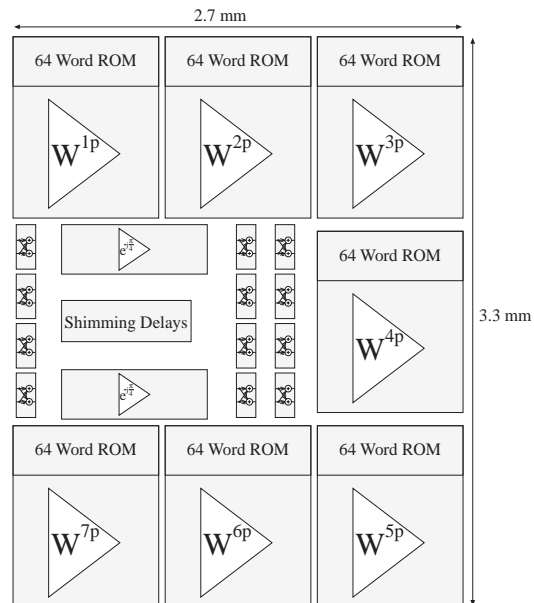 2.7 mm
64 Word ROM 64 Word ROM 64 Word ROM
W^1p W^2p W^3p
64 Word ROM
Shimming Delays
3.3 mm
W^4p
64 Word ROM 64 Word ROM 64 Word ROM
W^7p W^6p W^5p